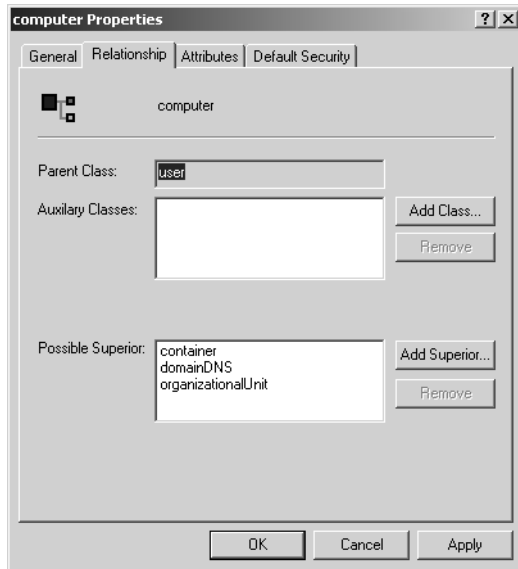 computer Properties
? X
General Relationship Attributes Default Security
computer
Parent Class: user
Auxilary Classes: Add Class...
Remove
Possible Superior: container Add Superior...
domainDNS
organizationalUnit Remove
OK Cancel Apply